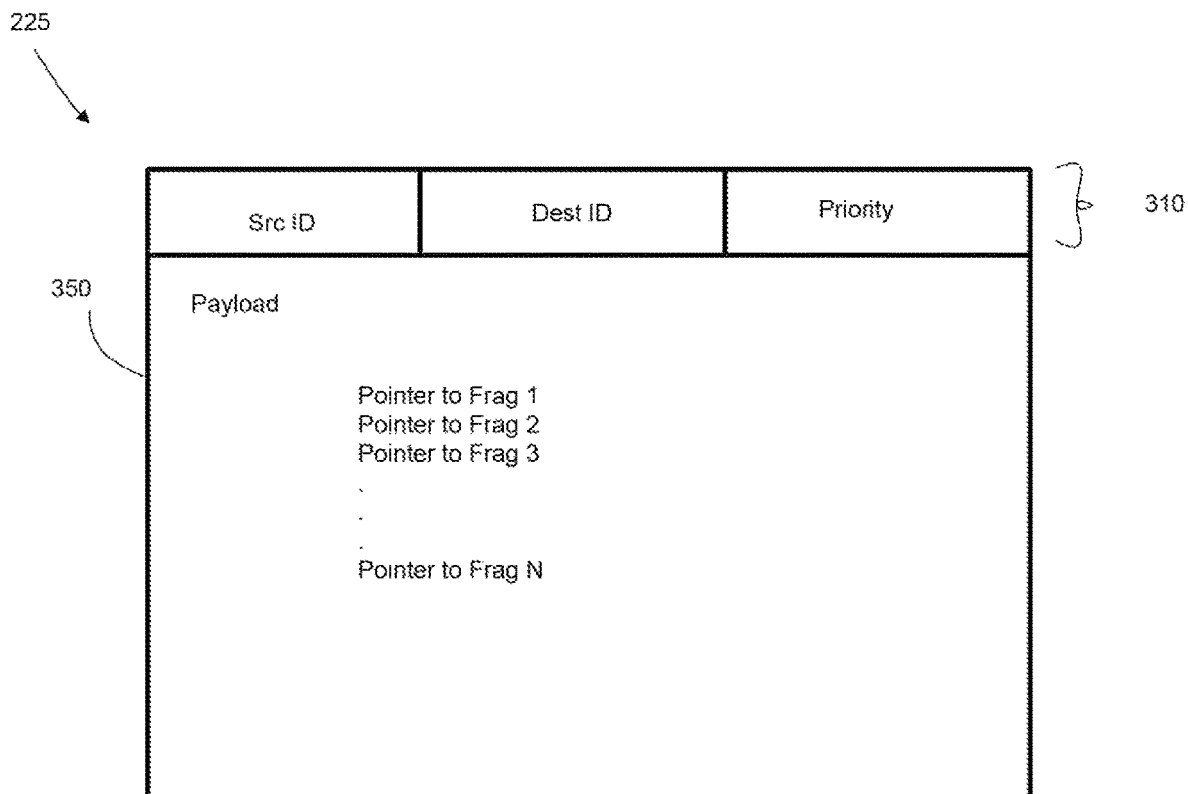 225
Src ID Dest ID Priority
310
350
Payload
Pointer to Frag 1
Pointer to Frag 2
Pointer to Frag 3
.
.
.
Pointer to Frag N